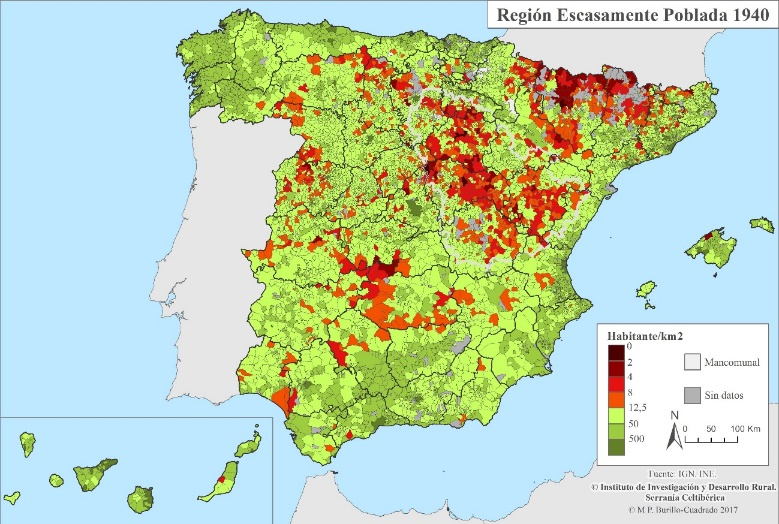 Región Escasamente Poblada 1940
Habitante/km2
0
2
4
8
12,5
50
500
Mancomunal
Sin datos
N
0 50 100 Km
Fuente: IGN. INE.
© Instituto de Investigación y Desarrollo Rural.
Serranía Celtibérica
© M P. Burillo-Cuadrado 2017